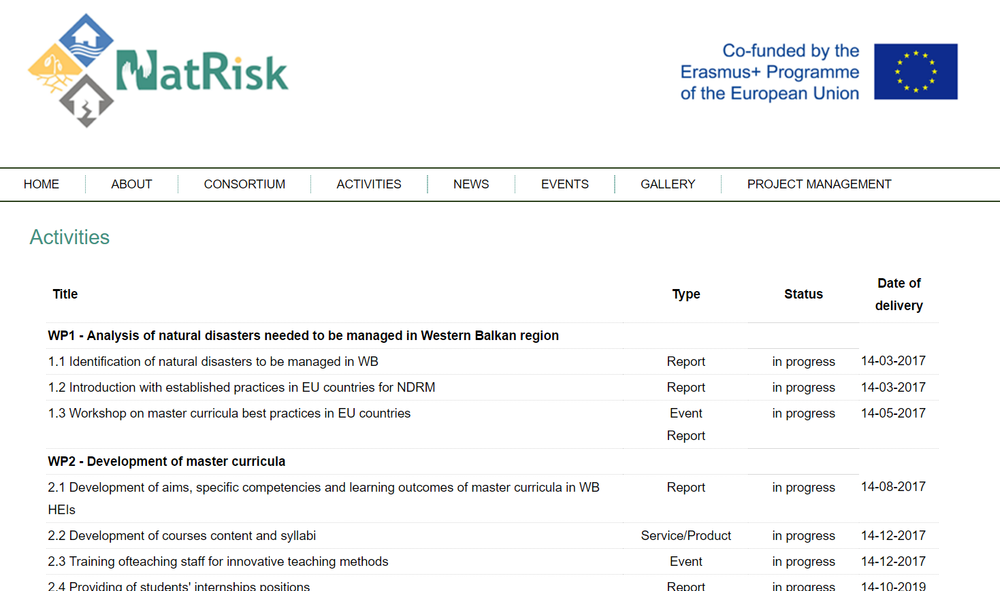 NatRisk
Co-funded by the
Erasmus+ Programme
of the European Union
HOME ABOUT CONSORTIUM ACTIVITIES NEWS EVENTS GALLERY PROJECT MANAGEMENT
Activities
Title Type Status Date of delivery
WP1 - Analysis of natural disasters needed to be managed in Western Balkan region
1.1 Identification of natural disasters to be managed in WB Report in progress 14-03-2017
1.2 Introduction with established practices in EU countries for NDRM Report in progress 14-03-2017
1.3 Workshop on master curricula best practices in EU countries Event in progress 14-05-2017
Report
WP2 - Development of master curricula
2.1 Development of aims, specific competencies and learning outcomes of master curricula in WB Report in progress 14-08-2017
HEIs
2.2 Development of courses content and syllabi Service/Product in progress 14-12-2017
2.3 Training ofteaching staff for innovative teaching methods Event in progress 14-12-2017
2.4 Providing of students' internships positions Report in progress 14-10-2019